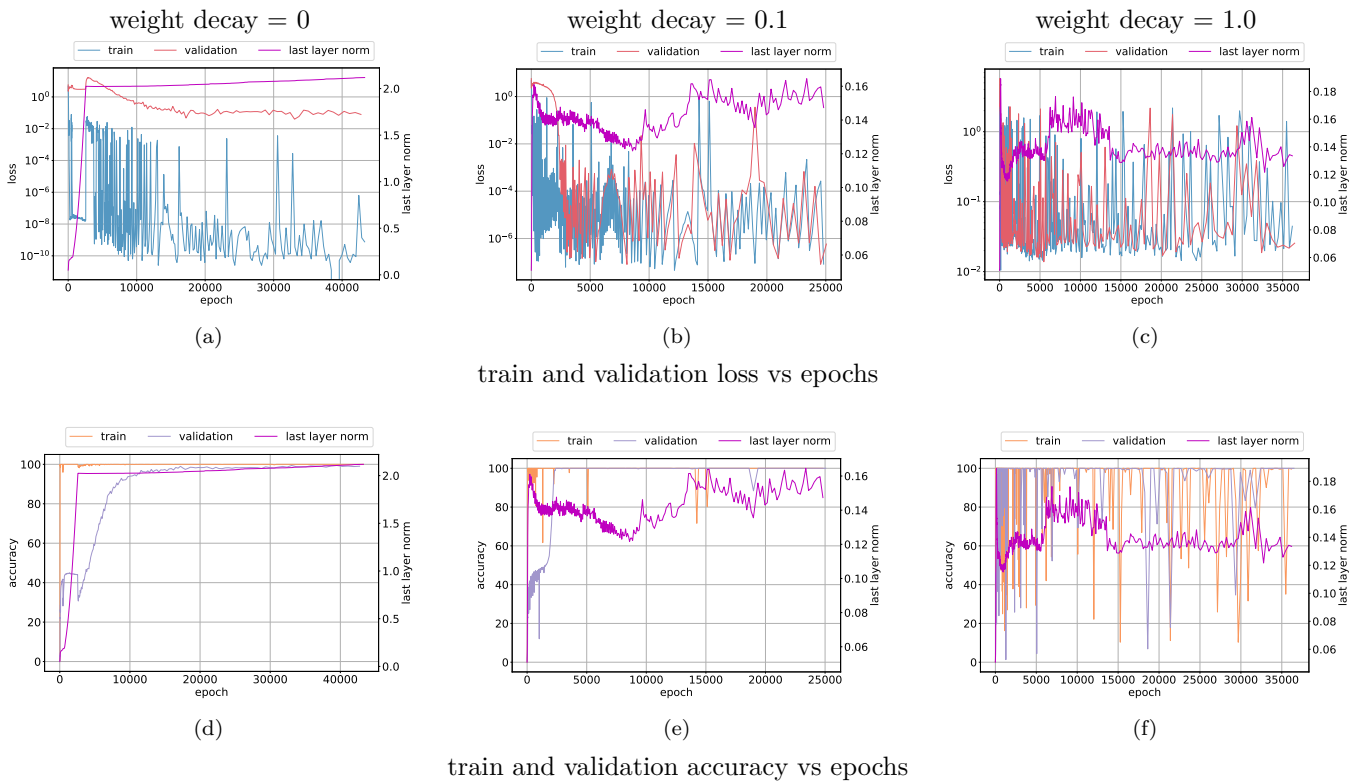 weight decay = 0
weight decay = 0.1
weight decay = 1.0
train validation last layer norm
10^0
10^-2
10^-4
10^-6
10^-8
10^-10
loss
2.0
1.5
1.0
0.5
0.0
last layer norm
0 10000 20000 30000 40000
epoch
(a)
train validation last layer norm
10^0
10^-2
10^-4
10^-6
loss
0.16
0.14
0.12
0.10
0.08
0.06
last layer norm
0 5000 10000 15000 20000 25000
epoch
(b)
train validation last layer norm
10^0
10^-1
10^-2
loss
0.18
0.16
0.14
0.12
0.10
0.08
0.06
last layer norm
0 5000 10000 15000 20000 25000 30000 35000
epoch
(c)
train and validation loss vs epochs
train validation last layer norm
100
80
60
40
20
0
accuracy
2.0
1.5
1.0
0.5
0.0
last layer norm
0 10000 20000 30000 40000
epoch
(d)
train validation last layer norm
100
80
60
40
20
0
accuracy
0.16
0.14
0.12
0.10
0.08
0.06
last layer norm
0 5000 10000 15000 20000 25000
epoch
(e)
train validation last layer norm
100
80
60
40
20
0
accuracy
0.18
0.16
0.14
0.12
0.10
0.08
0.06
last layer norm
0 5000 10000 15000 20000 25000 30000 35000
epoch
(f)
train and validation accuracy vs epochs